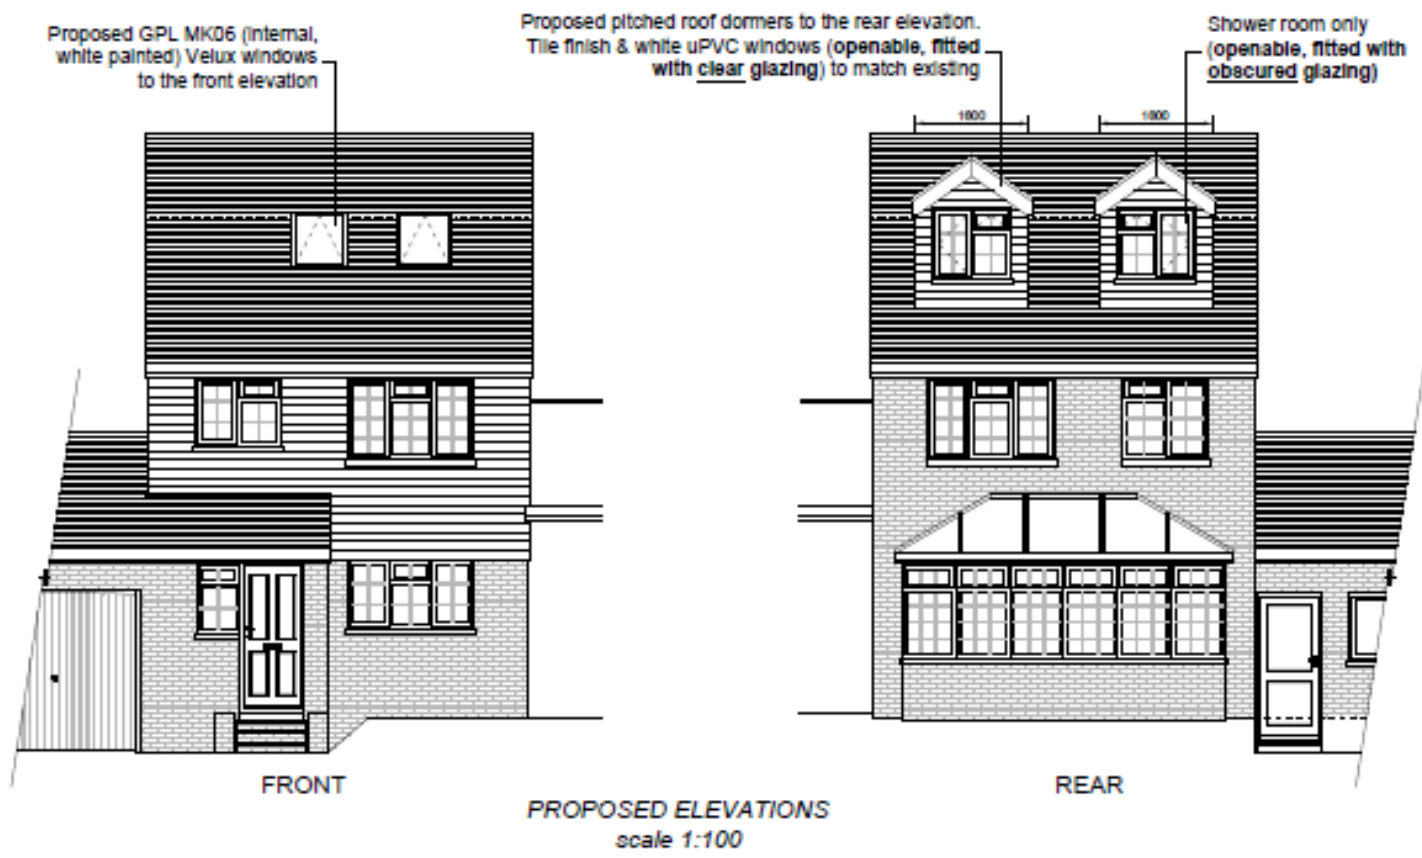 Proposed GPL MK06 (internal,
white painted) Velux windows
to the front elevation
Proposed pitched roof dormers to the rear elevation.
Tile finish & white uPVC windows (openable, fitted
with clear glazing) to match existing
Shower room only
(openable, fitted with
obscured glazing)
1600
1600
FRONT
REAR
PROPOSED ELEVATIONS
scale 1:100